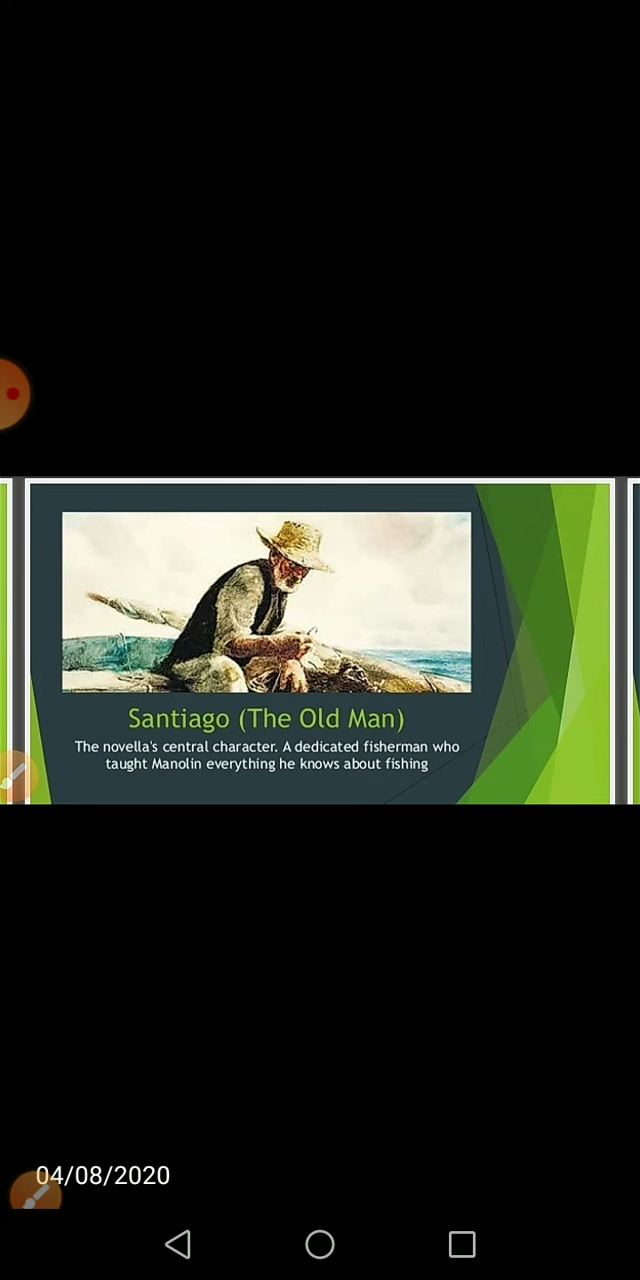 Santiago (The Old Man)
The novella's central character. A dedicated fisherman who
taught Manolin everything he knows about fishing
04/08/2020